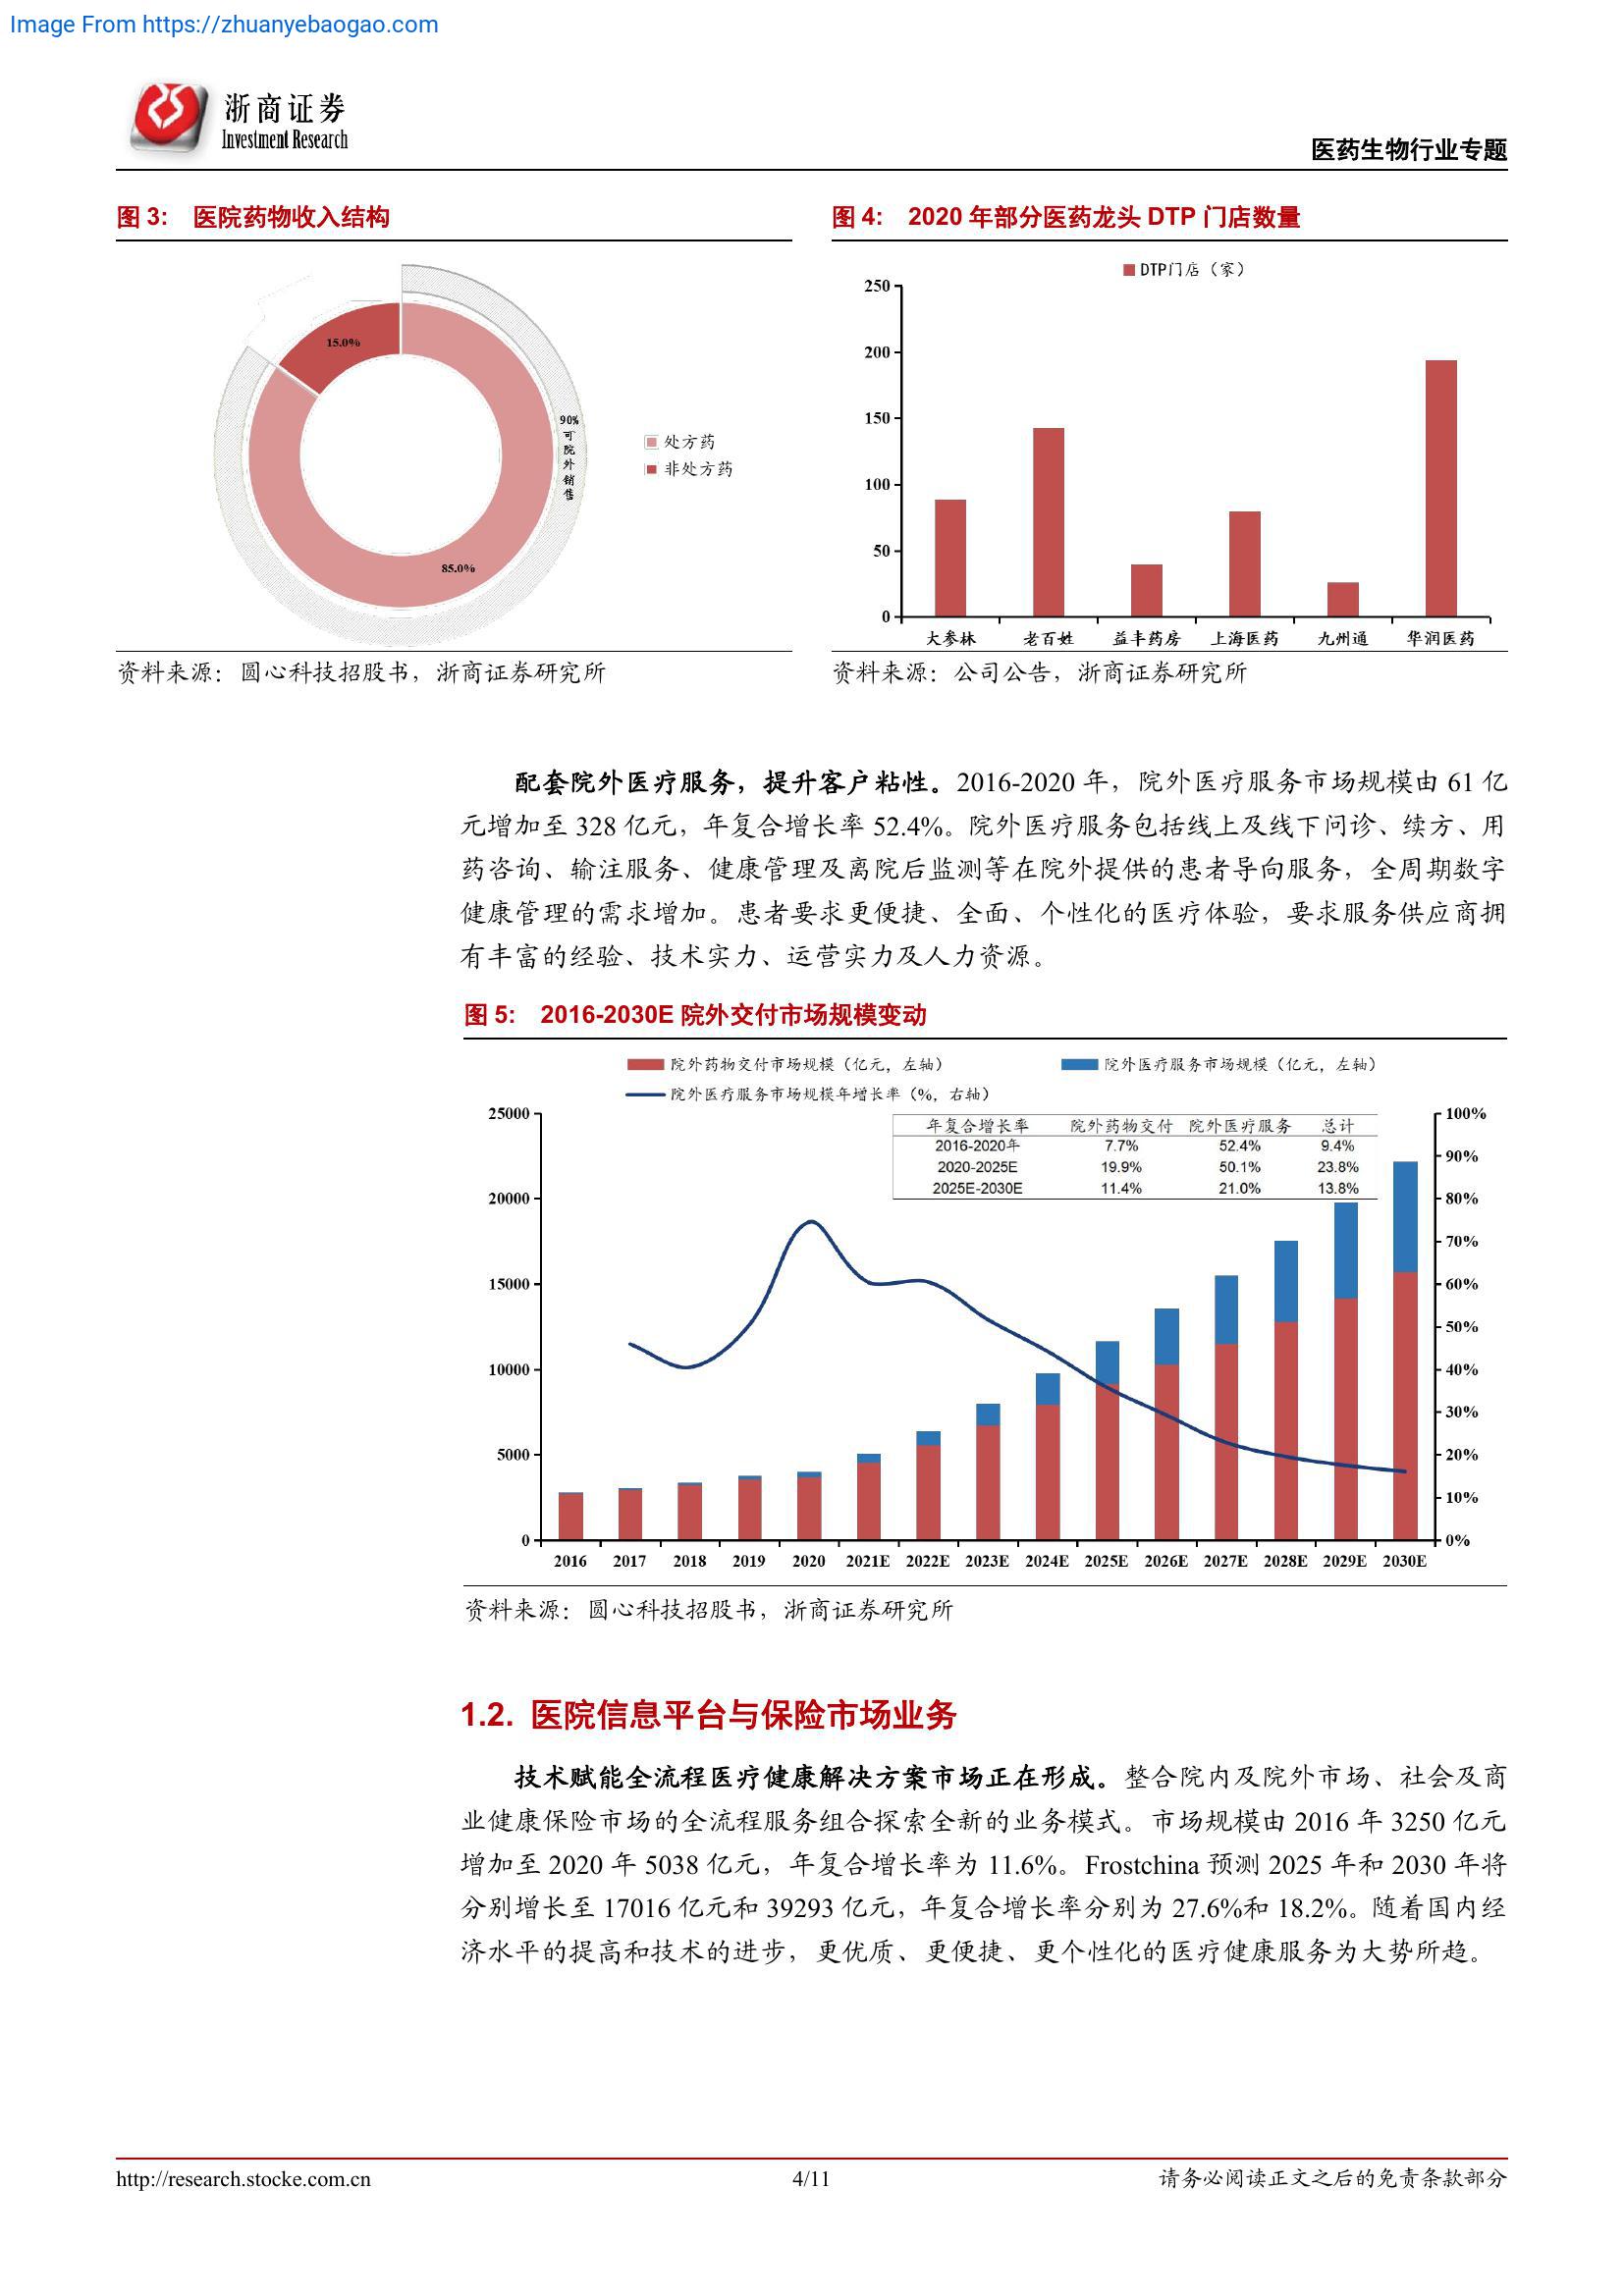 Image From https://zhuanyebaogao.com
浙商证券
Investment Research
医药生物行业专题
图 3: 医院药物收入结构
15.0%
90%
可
院
外
销
售
85.0%
处方药
非处方药
资料来源：圆心科技招股书，浙商证券研究所
图 4: 2020 年部分医药龙头 DTP 门店数量
DTP门店（家）
250
200
150
100
50
0
大参林 老百姓 益丰药房 上海医药 九州通 华润医药
资料来源：公司公告，浙商证券研究所
配套院外医疗服务，提升客户粘性。2016-2020 年，院外医疗服务市场规模由 61 亿
元增加至 328 亿元，年复合增长率 52.4%。院外医疗服务包括线上及线下问诊、续方、用
药咨询、输注服务、健康管理及离院后监测等在院外提供的患者导向服务，全周期数字
健康管理的需求增加。患者要求更便捷、全面、个性化的医疗体验，要求服务供应商拥
有丰富的经验、技术实力、运营实力及人力资源。
图 5: 2016-2030E 院外交付市场规模变动
院外药物交付市场规模（亿元，左轴） 院外医疗服务市场规模（亿元，左轴）
院外医疗服务市场规模年增长率（%，右轴）
25000
20000
15000
10000
5000
0
年复合增长率 院外药物交付 院外医疗服务 总计
2016-2020年 7.7% 52.4% 9.4%
2020-2025E 19.9% 50.1% 23.8%
2025E-2030E 11.4% 21.0% 13.8%
100%
90%
80%
70%
60%
50%
40%
30%
20%
10%
0%
2016 2017 2018 2019 2020 2021E 2022E 2023E 2024E 2025E 2026E 2027E 2028E 2029E 2030E
资料来源：圆心科技招股书，浙商证券研究所
1.2. 医院信息平台与保险市场业务
技术赋能全流程医疗健康解决方案市场正在形成。整合院内及院外市场、社会及商
业健康保险市场的全流程服务组合探索全新的业务模式。市场规模由 2016 年 3250 亿元
增加至 2020 年 5038 亿元，年复合增长率为 11.6%。Frostchina 预测 2025 年和 2030 年将
分别增长至 17016 亿元和 39293 亿元，年复合增长率分别为 27.6%和 18.2%。随着国内经
济水平的提高和技术的进步，更优质、更便捷、更个性化的医疗健康服务为大势所趋。
http://research.stocke.com.cn
4/11
请务必阅读正文之后的免责条款部分